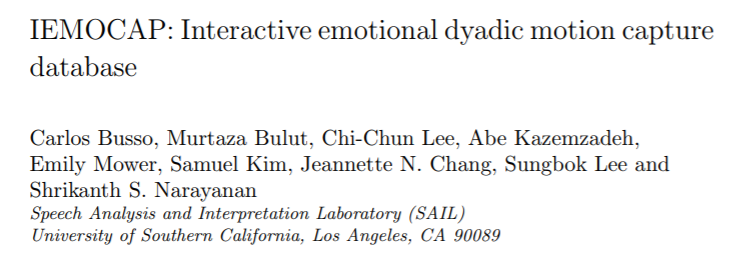 IEMOCAP: Interactive emotional dyadic motion capture
database
Carlos Busso, Murtaza Bulut, Chi-Chun Lee, Abe Kazemzadeh,
Emily Mower, Samuel Kim, Jeannette N. Chang, Sungbok Lee and
Shrikanth S. Narayanan
Speech Analysis and Interpretation Laboratory (SAIL)
University of Southern California, Los Angeles, CA 90089